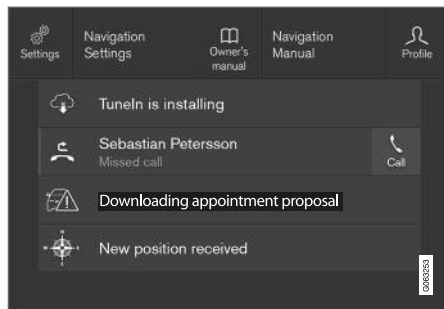 Navigation
Settings
Settings
Owner's
manual
Navigation
Manual
Profile
TuneIn is installing
Sebastian Petersson
Missed call
Call
Downloading appointment proposal
New position received
G063253